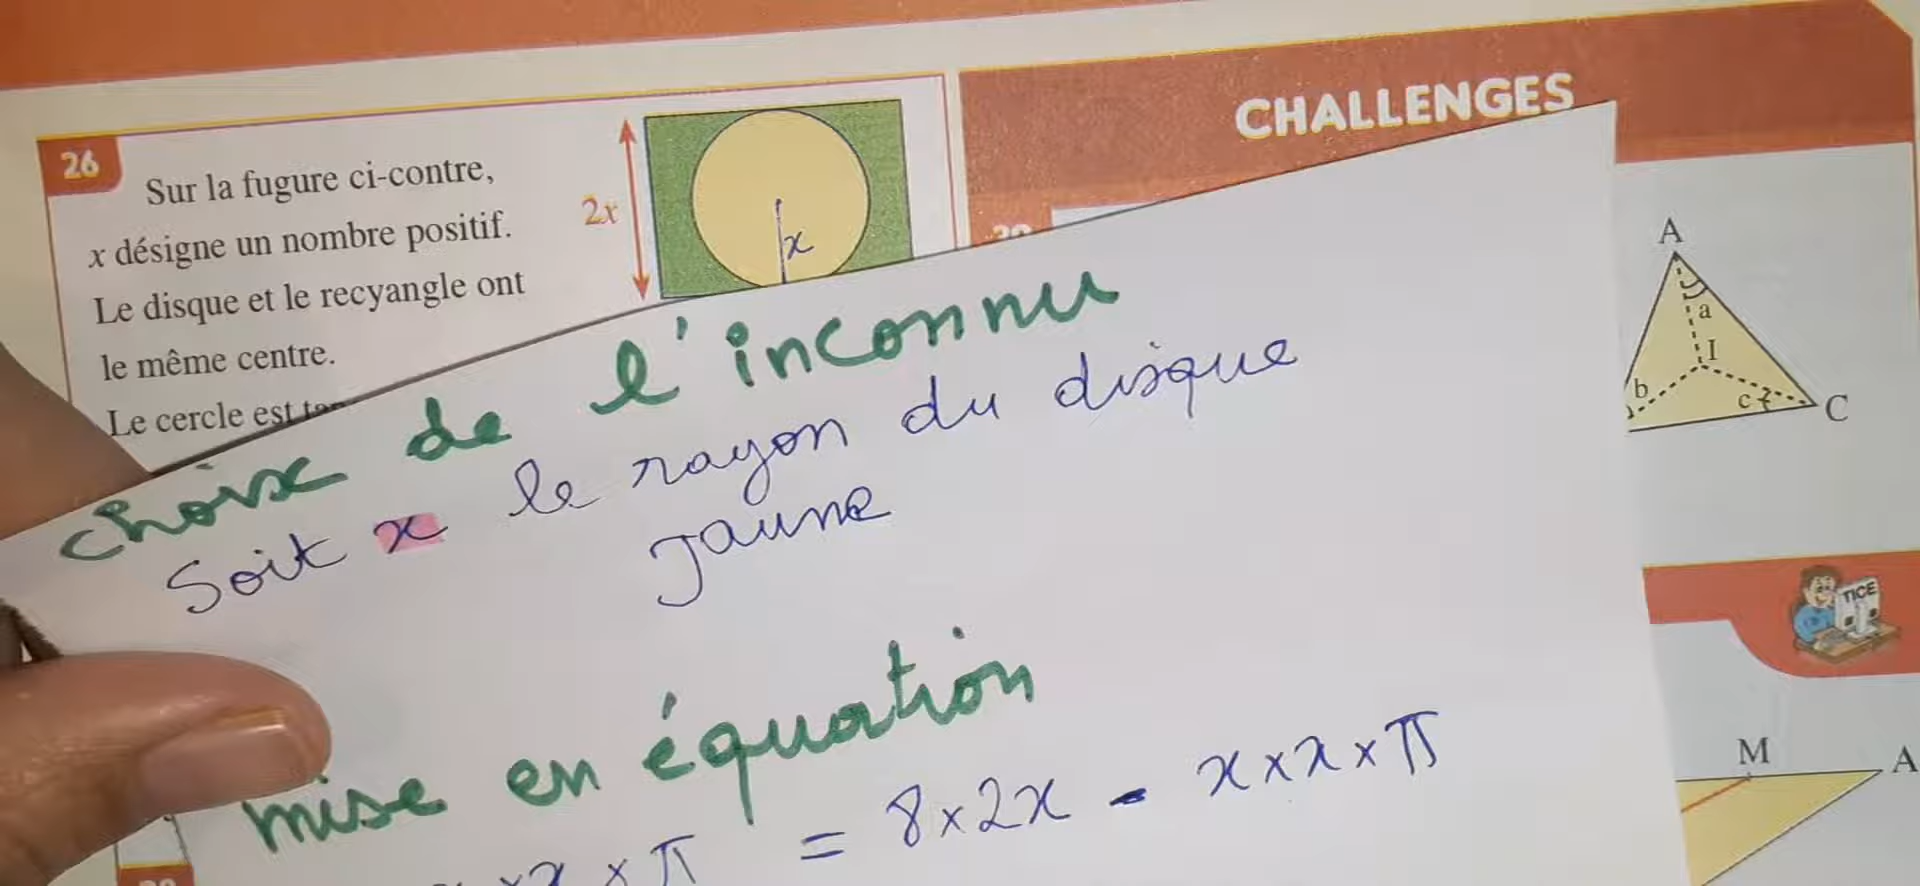 CHALLENGES
26
Sur la fugure ci-contre,
x désigne un nombre positif.
Le disque et le recyangle ont
le même centre.
Le cercle est
2x
x
choix de l'inconnu
Soit x le rayon du disque
Jaune
mise en équation
x × π = 8×2x - x×x×π
A
a
I
b
c
C
TICE
M
A